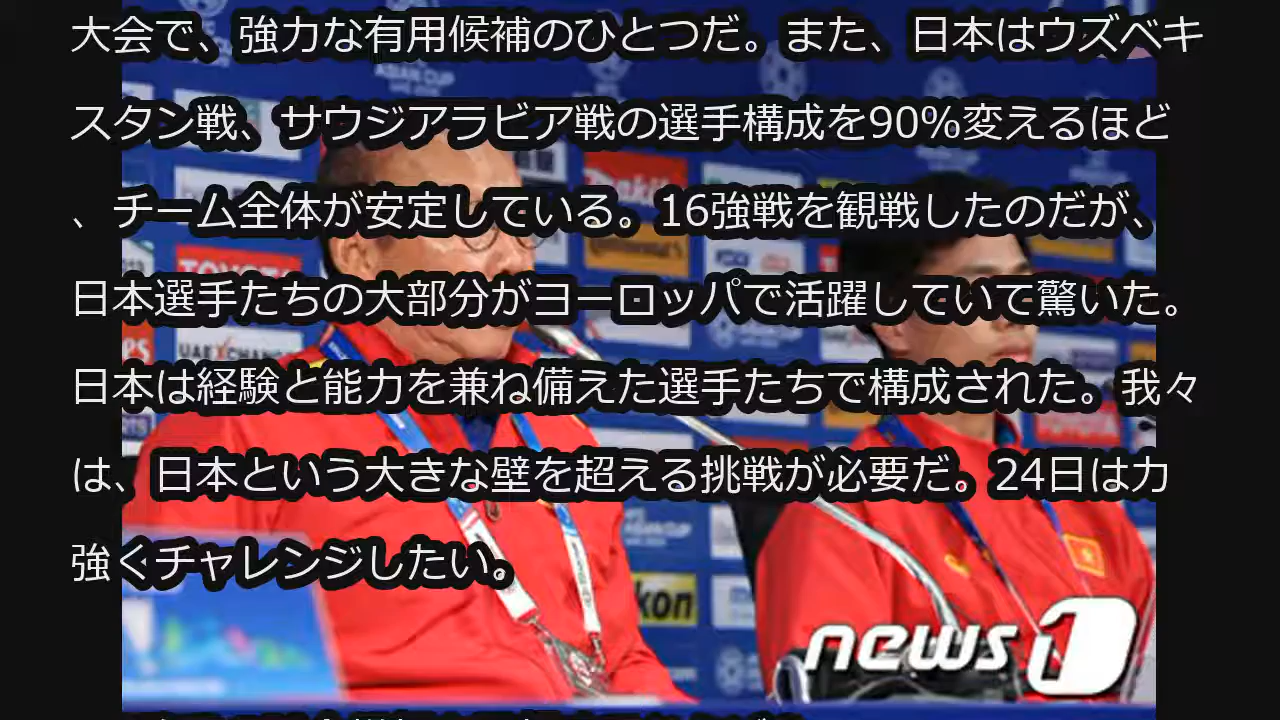 大会で、強力な有用候補のひとつだ。また、日本はウズベキ
スタン戦、サウジアラビア戦の選手構成を90%変えるほど
、チーム全体が安定している。16強戦を観戦したのだが、
日本選手たちの大部分がヨーロッパで活躍していて驚いた。
日本は経験と能力を兼ね備えた選手たちで構成された。我々
は、日本という大きな壁を超える挑戦が必要だ。24日は力
強くチャレンジしたい。
news1